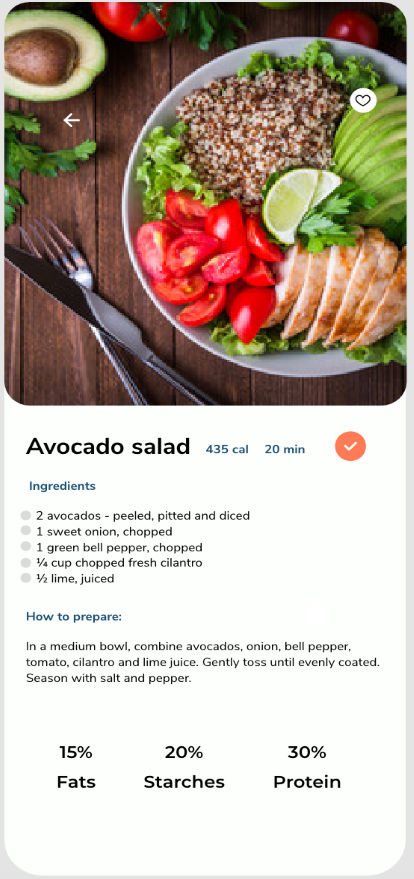 Avocado salad 435 cal 20 min
Ingredients
2 avocados - peeled, pitted and diced
1 sweet onion, chopped
1 green bell pepper, chopped
¼ cup chopped fresh cilantro
½ lime, juiced
How to prepare:
In a medium bowl, combine avocados, onion, bell pepper,
tomato, cilantro and lime juice. Gently toss until evenly coated.
Season with salt and pepper.
15% 20% 30%
Fats Starches Protein